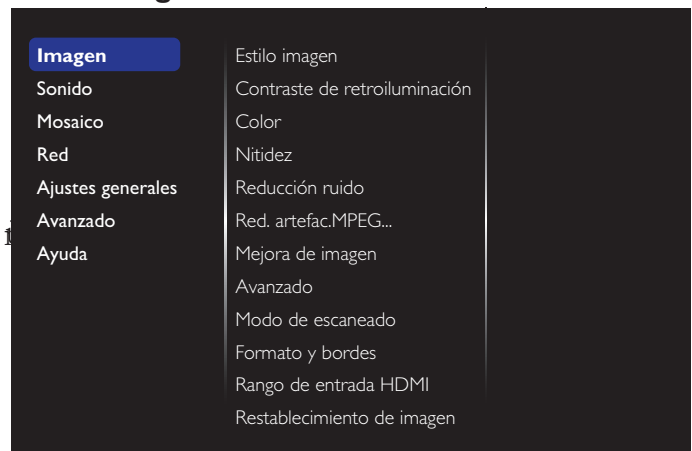 Imagen
Sonido
Mosaico
Red
Ajustes generales
Avanzado
Ayuda
Estilo imagen
Contraste de retroiluminación
Color
Nitidez
Reducción ruido
Red. artefac.MPEG...
Mejora de imagen
Avanzado
Modo de escaneado
Formato y bordes
Rango de entrada HDMI
Restablecimiento de imagen